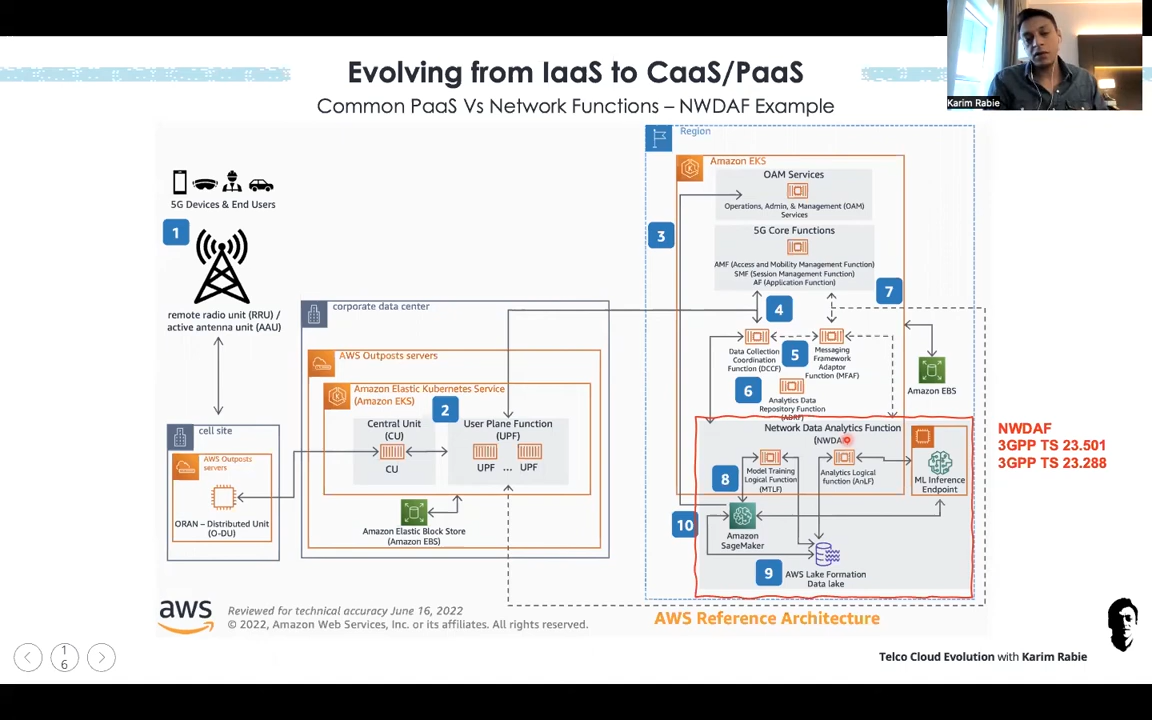 Karim Rabie
Evolving from IaaS to CaaS/PaaS
Common PaaS Vs Network Functions – NWDAF Example
5G Devices & End Users
1
remote radio unit (RRU) /
active antenna unit (AAU)
cell site
AWS Outposts
servers
ORAN – Distributed Unit
(O-DU)
corporate data center
AWS Outposts servers
Amazon Elastic Kubernetes Service
(Amazon EKS)
2
Central Unit
(CU)
CU
User Plane Function
(UPF)
UPF ... UPF
Amazon Elastic Block Store
(Amazon EBS)
Region
Amazon EKS
OAM Services
Operations, Admin, & Management (OAM)
Services
3
5G Core Functions
AMF (Access and Mobility Management Function)
SMF (Session Management Function)
AF (Application Function)
4
7
Data Collection
Coordination
Function (DCCF)
5
Messaging
Framework
Adaptor
Function (MFAF)
6
Analytics Data
Repository Function
(ADRF)
Amazon EBS
Network Data Analytics Function
(NWDA
8
Model Training
Logical Function
(MTLF)
Analytics Logical
function (AnLF)
ML Inference
Endpoint
10
Amazon
SageMaker
9
AWS Lake Formation
Data lake
NWDAF
3GPP TS 23.501
3GPP TS 23.288
aws
Reviewed for technical accuracy June 16, 2022
© 2022, Amazon Web Services, Inc. or its affiliates. All rights reserved.
AWS Reference Architecture
1
6
Telco Cloud Evolution with Karim Rabie